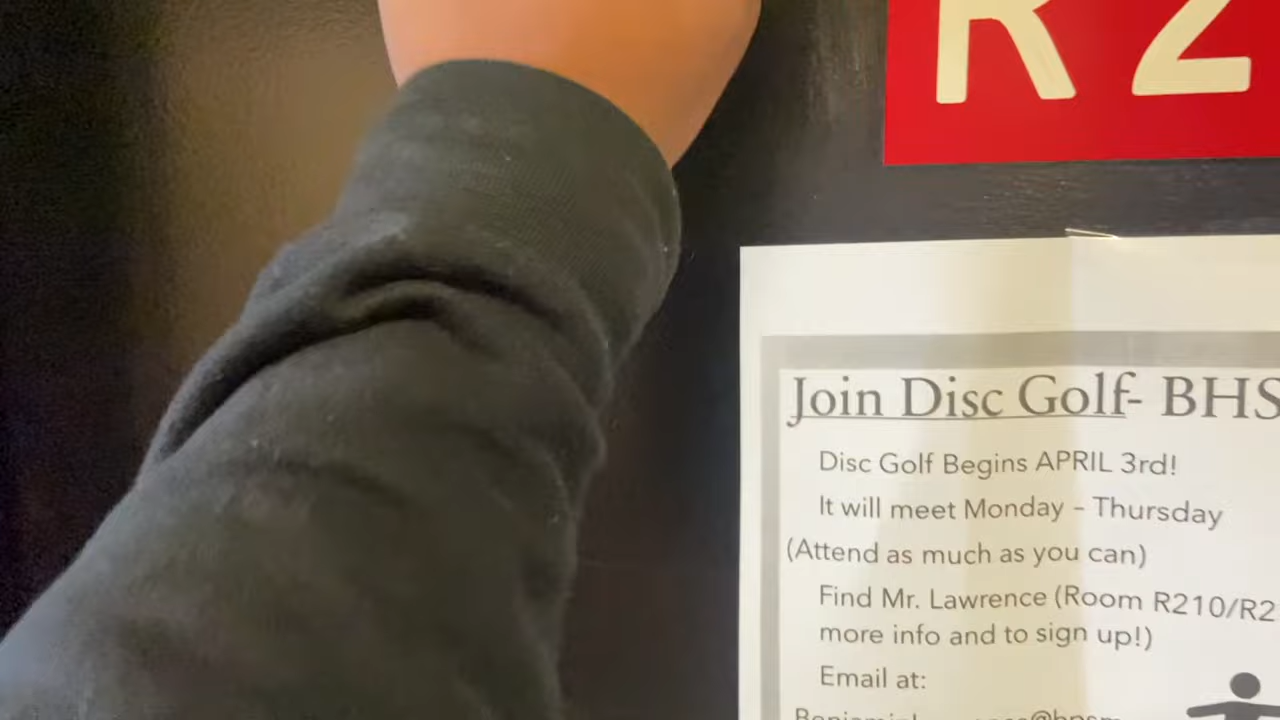 R 2
Join Disc Golf- BHS
Disc Golf Begins APRIL 3rd!
It will meet Monday – Thursday
(Attend as much as you can)
Find Mr. Lawrence (Room R210/R2
more info and to sign up!)
Email at: